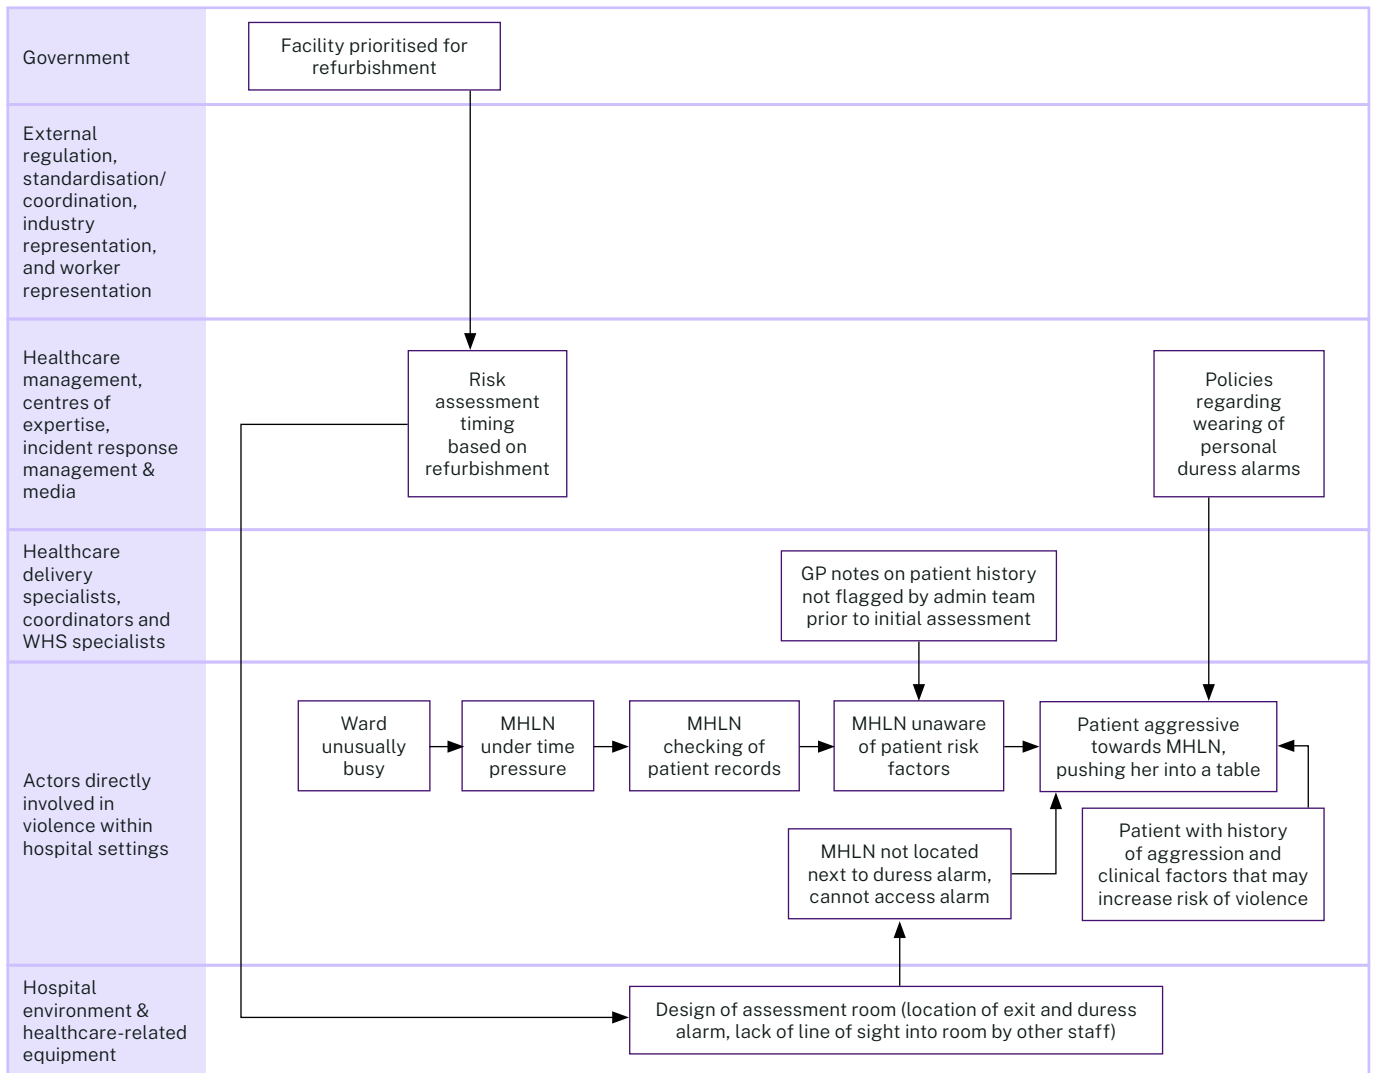 Government
Facility prioritised for
refurbishment
External
regulation,
standardisation/
coordination,
industry
representation,
and worker
representation
Healthcare
management,
centres of
expertise,
incident response
management &
media
Risk
assessment
timing
based on
refurbishment
Policies
regarding
wearing of
personal
duress alarms
Healthcare
delivery
specialists,
coordinators and
WHS specialists
GP notes on patient history
not flagged by admin team
prior to initial assessment
Actors directly
involved in
violence within
hospital settings
Ward
unusually
busy
MHLN
under time
pressure
MHLN
checking of
patient records
MHLN unaware
of patient risk
factors
Patient aggressive
towards MHLN,
pushing her into a table
MHLN not located
next to duress alarm,
cannot access alarm
Patient with history
of aggression and
clinical factors that may
increase risk of violence
Hospital
environment &
healthcare-related
equipment
Design of assessment room (location of exit and duress
alarm, lack of line of sight into room by other staff)